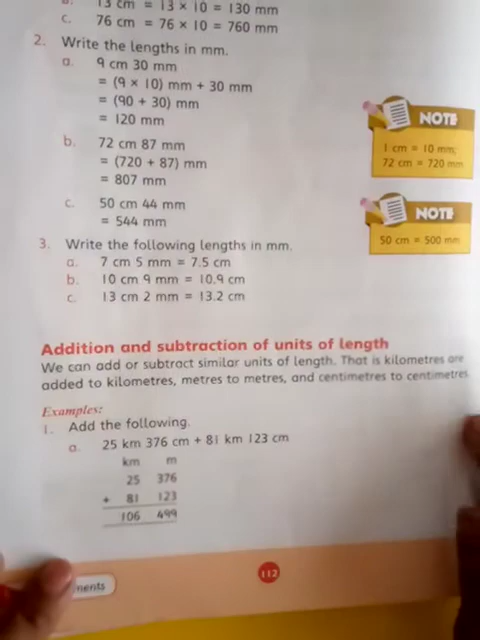 13 cm = 13 × 10 = 130 mm
c. 76 cm = 76 × 10 = 760 mm
2. Write the lengths in mm.
a. 9 cm 30 mm
= (9 × 10) mm + 30 mm
= (90 + 30) mm
= 120 mm
b. 72 cm 87 mm
= (720 + 87) mm
= 807 mm
NOTE
1 cm = 10 mm;
72 cm = 720 mm
c. 50 cm 44 mm
= 544 mm
NOTE
50 cm = 500 mm
3. Write the following lengths in mm.
a. 7 cm 5 mm = 7.5 cm
b. 10 cm 9 mm = 10.9 cm
c. 13 cm 2 mm = 13.2 cm
Addition and subtraction of units of length
We can add or subtract similar units of length. That is kilometres are
added to kilometres, metres to metres, and centimetres to centimetres.
Examples:
1. Add the following.
a. 25 km 376 cm + 81 km 123 cm
km m
25 376
+ 81 123
106 499
112